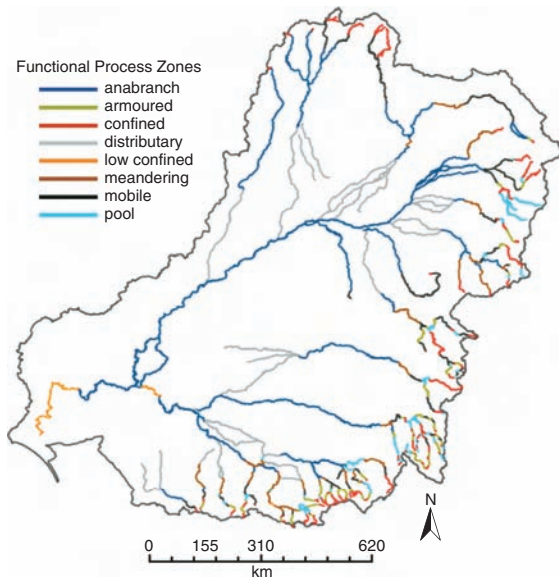 Functional Process Zones
anabranch
armoured
confined
distributary
low confined
meandering
mobile
pool
N
0 155 310 620
km